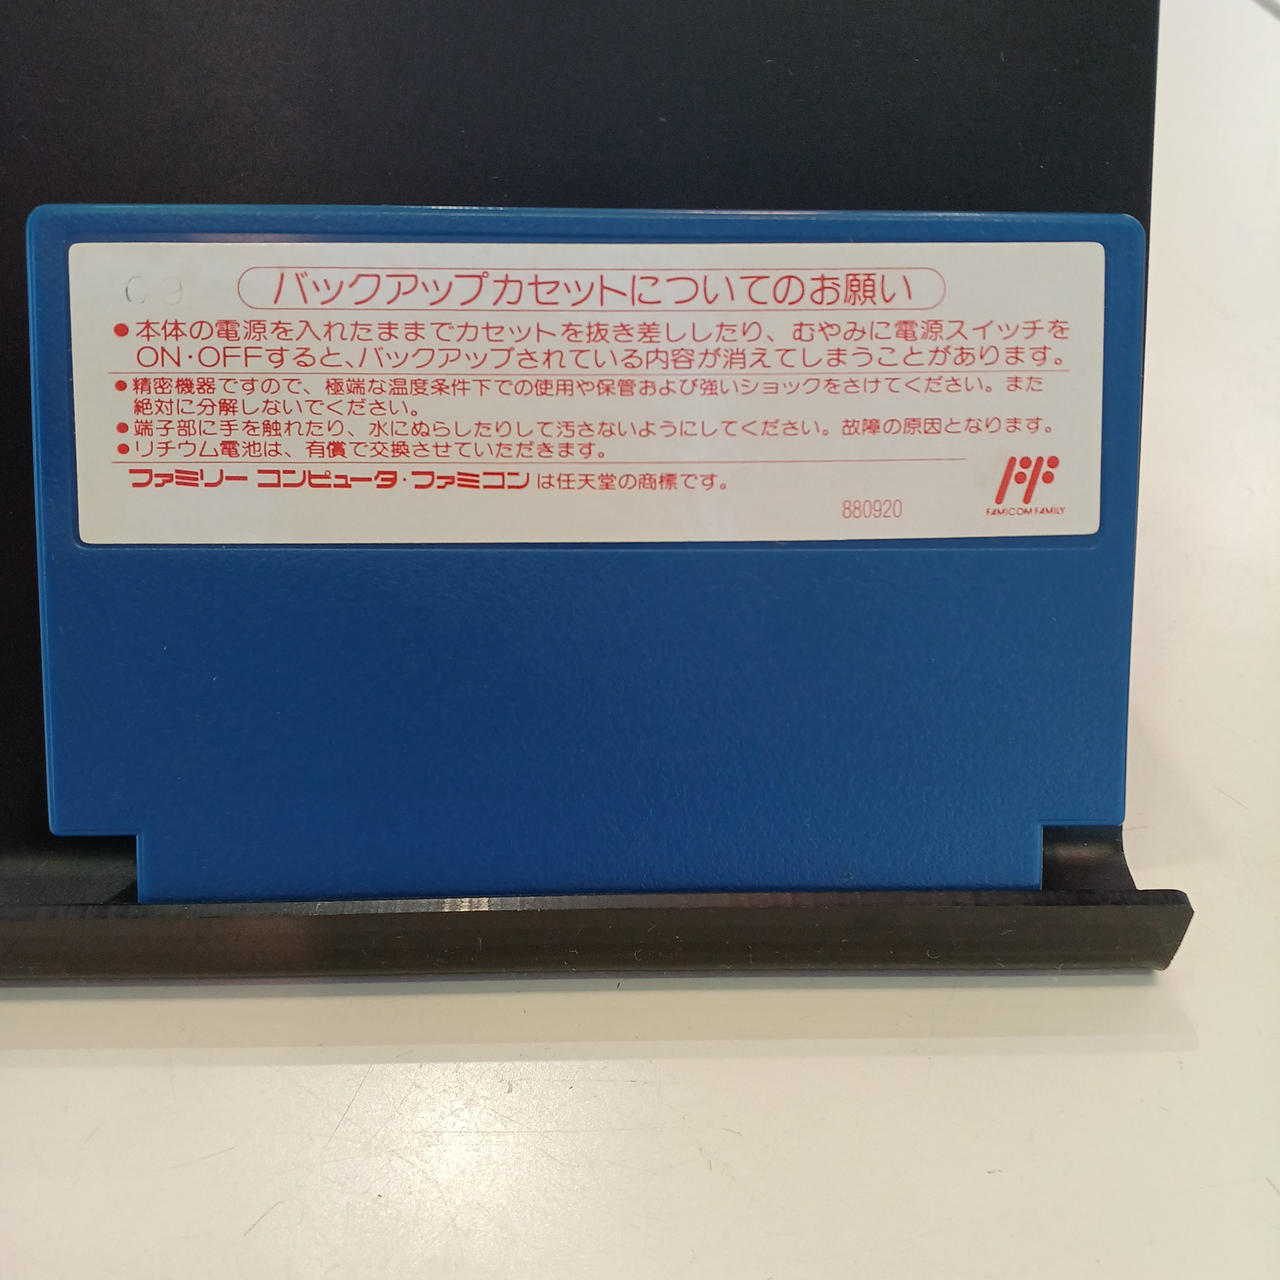 09
バックアップカセットについてのお願い
●本体の電源を入れたままでカセットを抜き差ししたり、むやみに電源スイッチを
ON・OFFすると、バックアップされている内容が消えてしまうことがあります。
●精密機器ですので、極端な温度条件下での使用や保管および強いショックをさけてください。また
絶対に分解しないでください。
●端子部に手を触れたり、水にぬらしたりして汚さないようにしてください。故障の原因となります。
●リチウム電池は、有償で交換させていただきます。
ファミリー コンピュータ・ファミコンは任天堂の商標です。
880920
FF
FAMICOM FAMILY